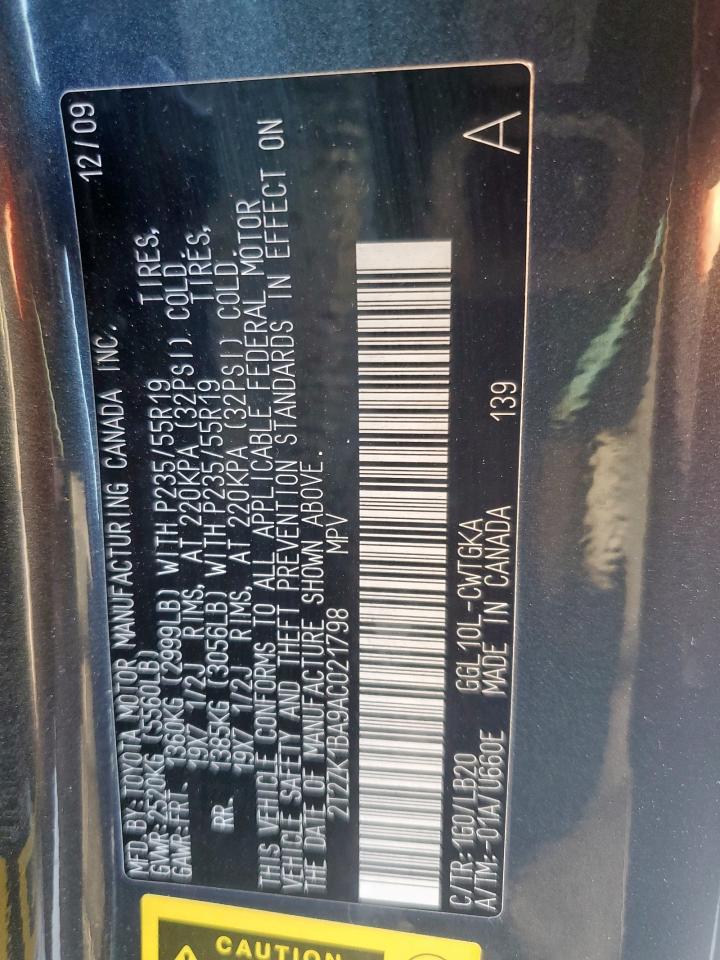 MFD. BY: TOYOTA MOTOR MANUFACTURING CANADA INC. 12/09
GVWR: 2520KG (5560LB)
GAWR: FRT. 1360KG (2999LB) WITH P235/55R19 TIRES,
19X7 1/2J RIMS, AT 220KPA (32PSI) COLD.
RR. 1385KG (3056LB) WITH P235/55R19 TIRES,
19X7 1/2J RIMS, AT 220KPA (32PSI) COLD.
THIS VEHICLE CONFORMS TO ALL APPLICABLE FEDERAL MOTOR
VEHICLE SAFETY AND THEFT PREVENTION STANDARDS IN EFFECT ON
THE DATE OF MANUFACTURE SHOWN ABOVE.
2T2ZK1BA9AC021798 MPV
C/TR: 1G0/LB20 GGL10L-CWTGKA
A/TM: -01A/U660E MADE IN CANADA 139 A
CAUTION